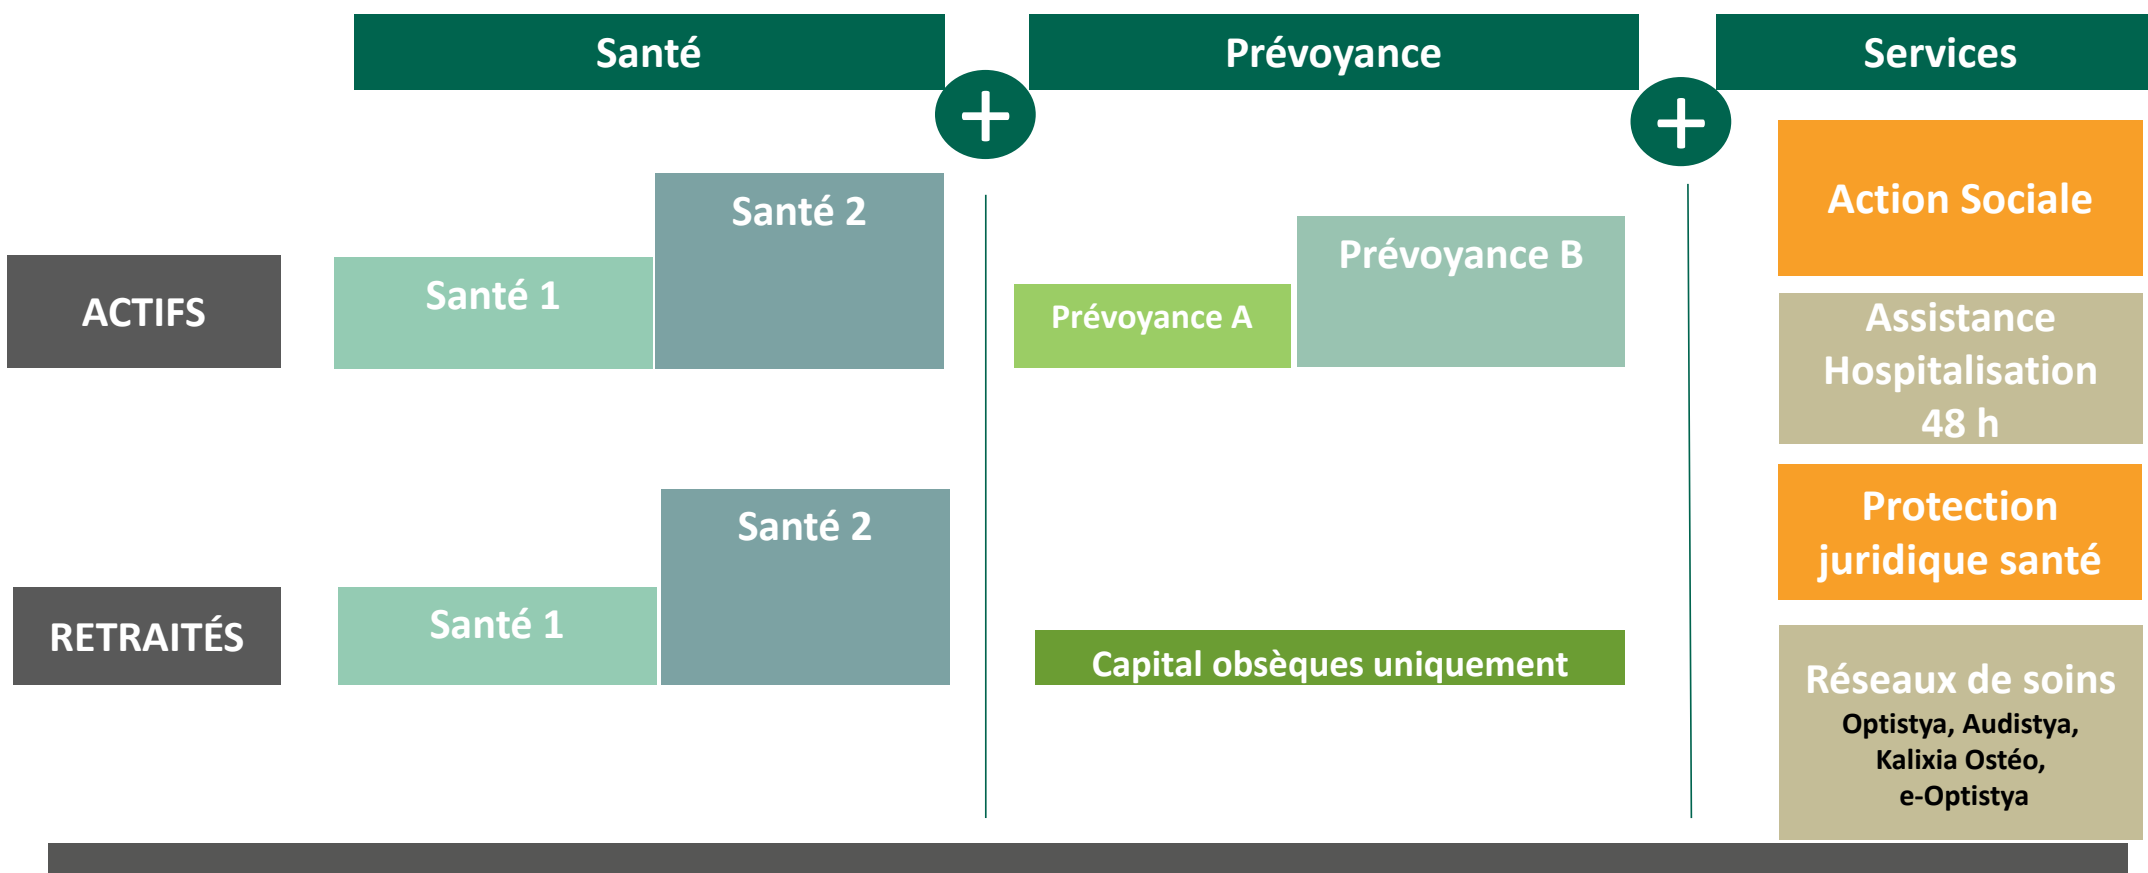 Santé
Prévoyance
Services
+
+
ACTIFS
Santé 1
Santé 2
Prévoyance A
Prévoyance B
RETRAITÉS
Santé 1
Santé 2
Capital obsèques uniquement
Action Sociale
Assistance
Hospitalisation
48 h
Protection
juridique santé
Réseaux de soins
Optistya, Audistya,
Kalixia Ostéo,
e-Optistya